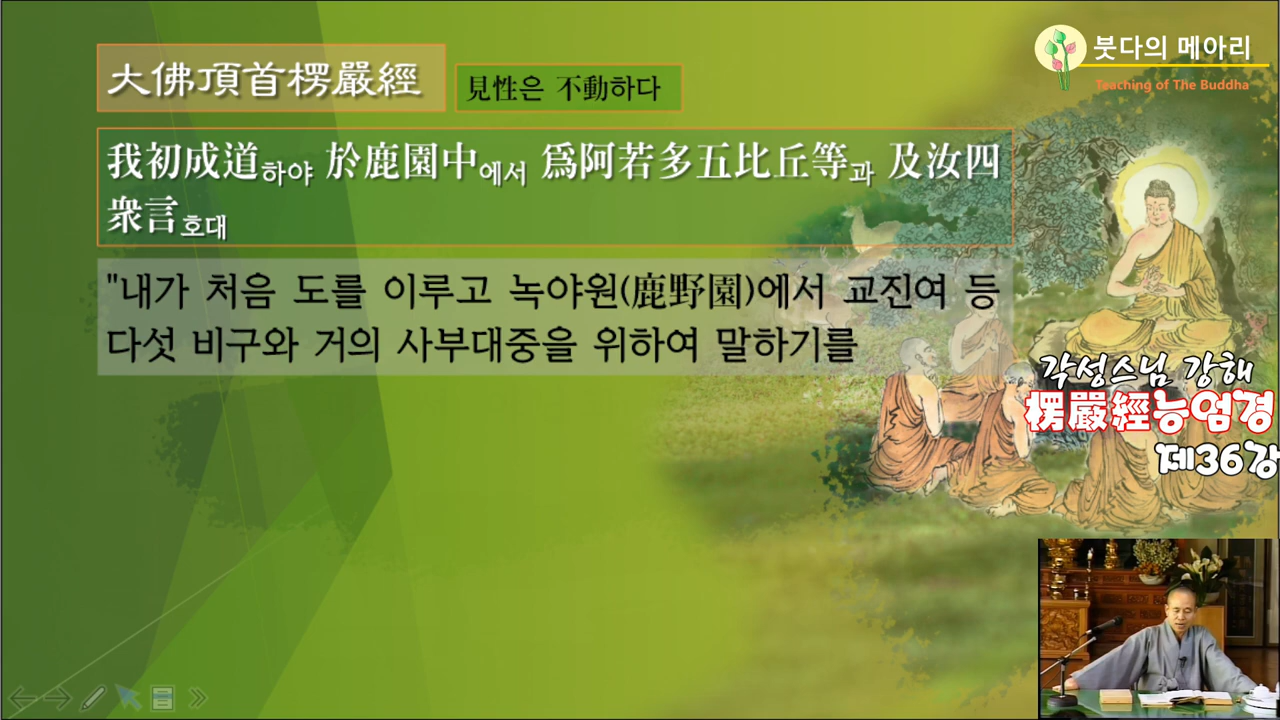 大佛頂首楞嚴經
見性은 不動하다
我初成道하야 於鹿園中에서 爲阿若多五比丘等과 及汝四
衆言호대
"내가 처음 도를 이루고 녹야원(鹿野園)에서 교진여 등
다섯 비구와 거의 사부대중을 위하여 말하기를
붓다의 메아리
Teaching of The Buddha
각성스님 강해
楞嚴經능엄경
제36강